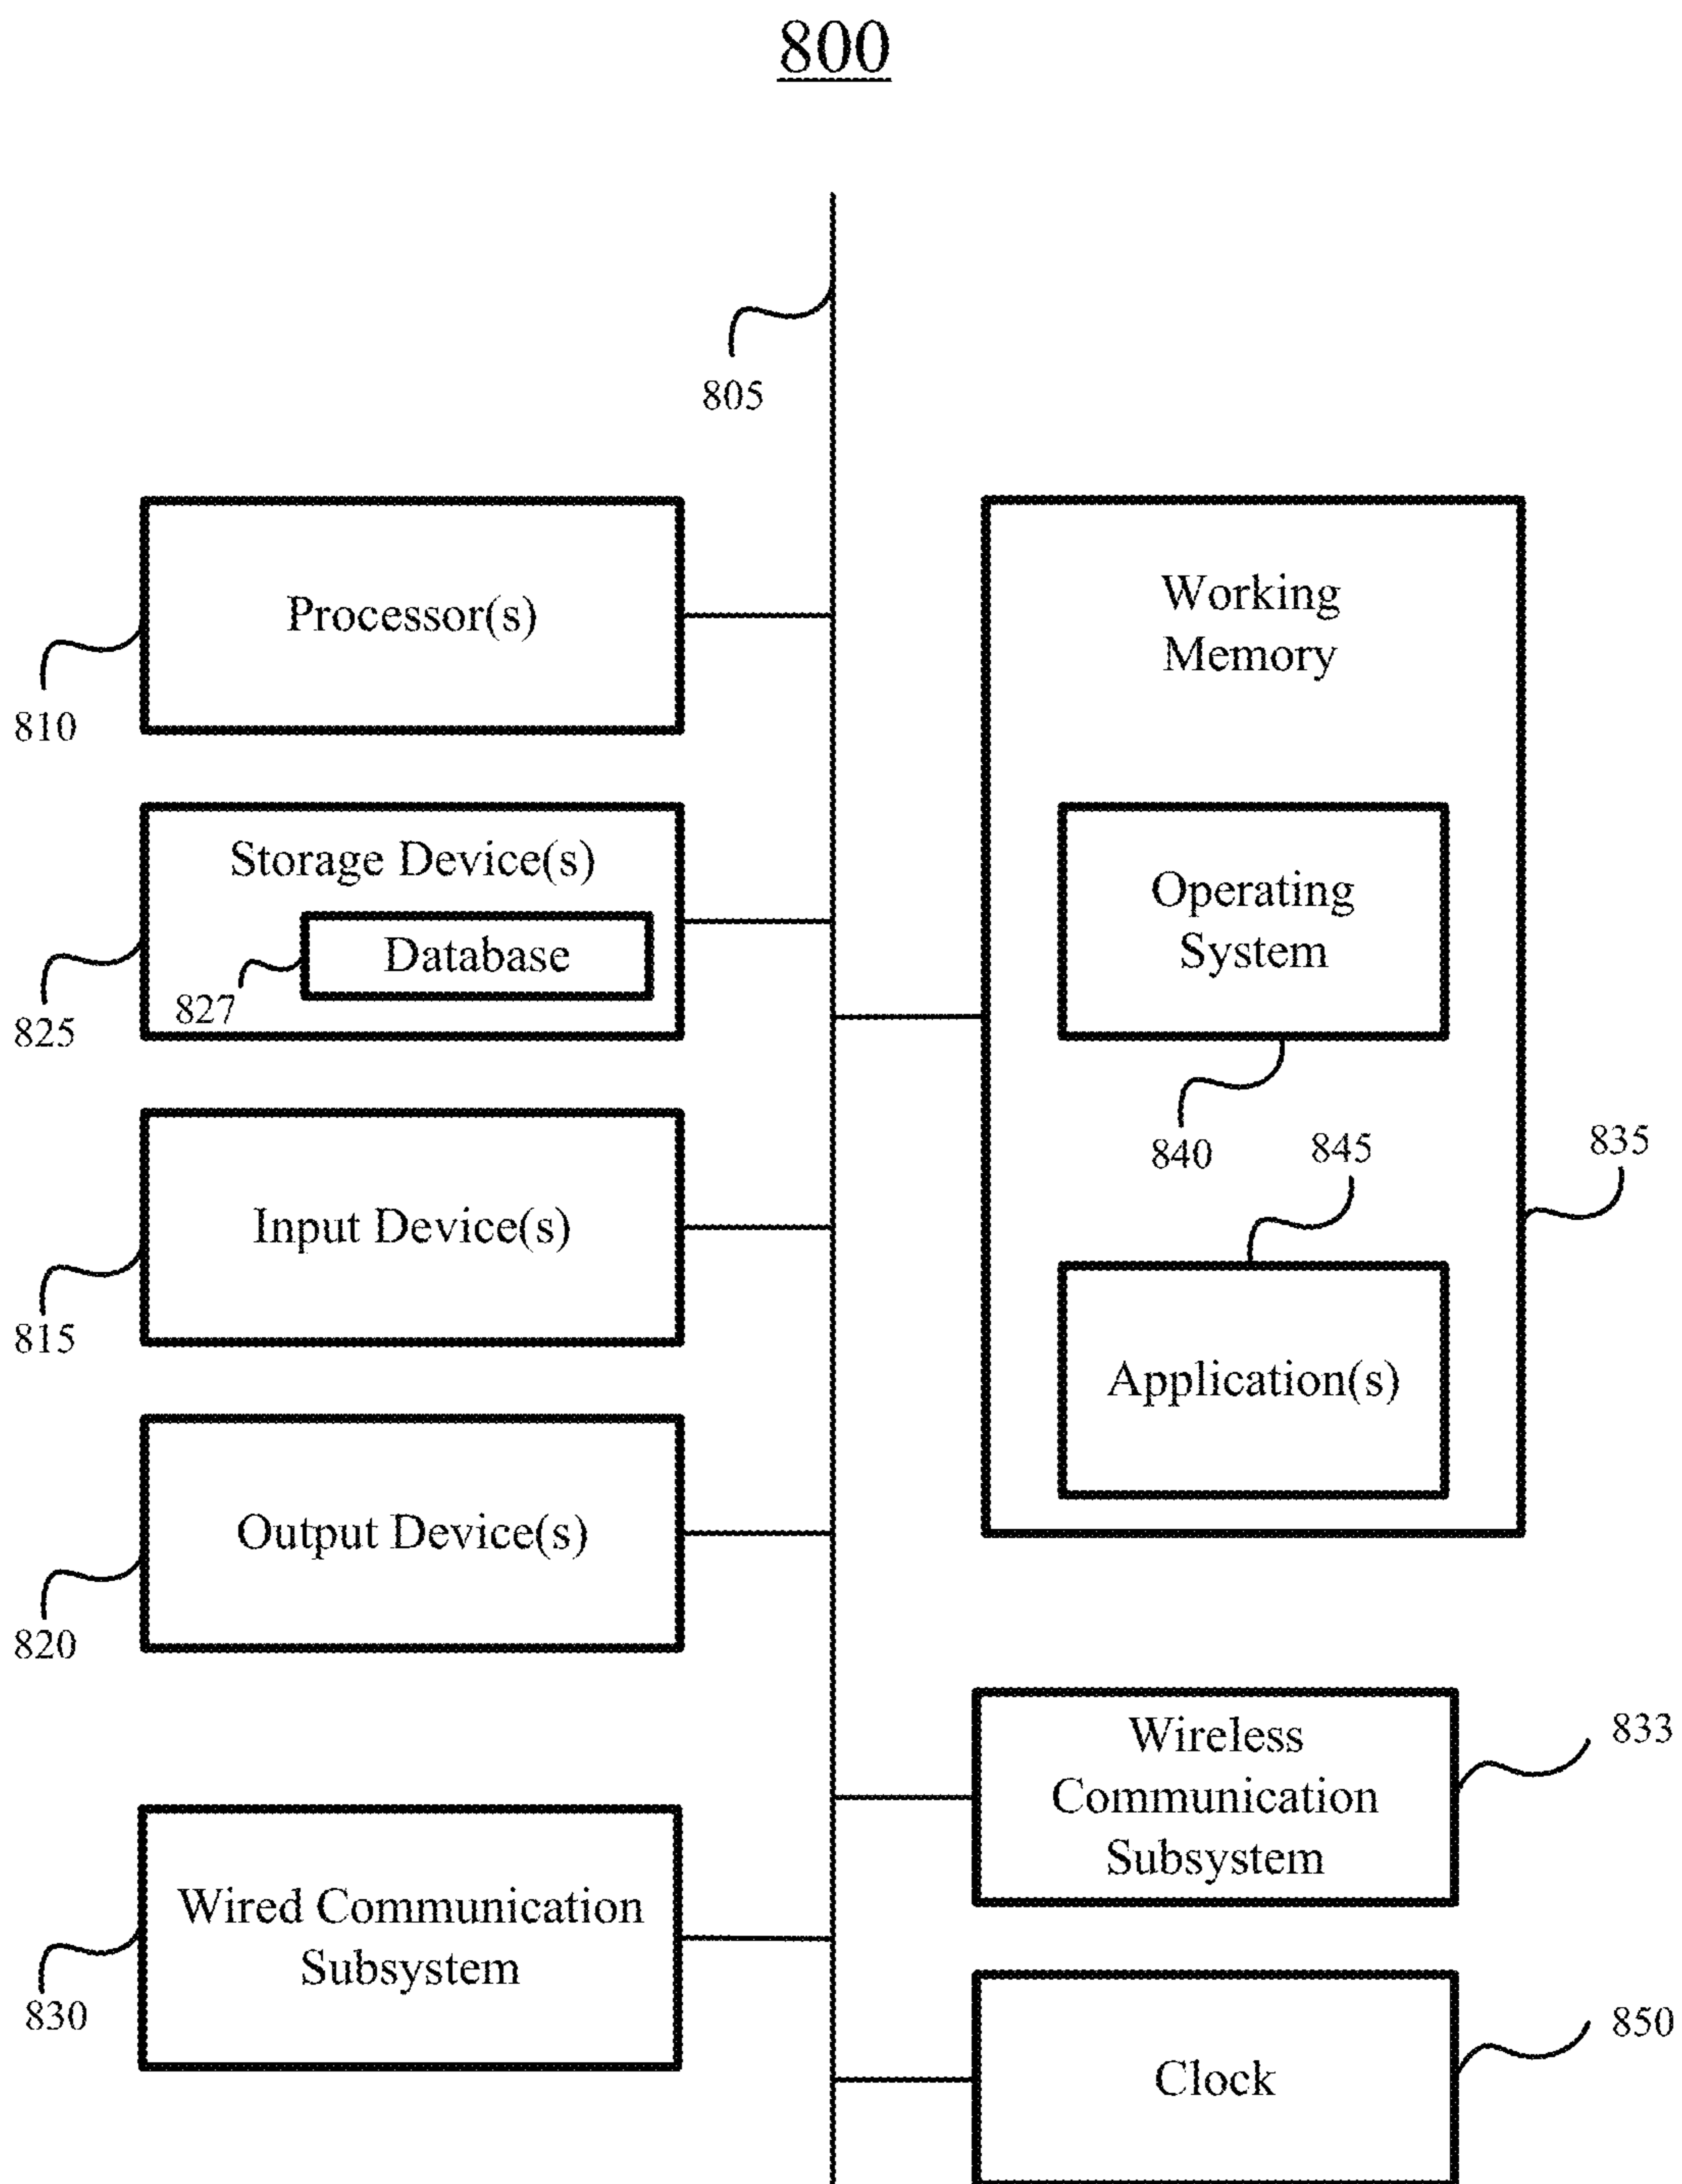 800
805
Processor(s)
810
Storage Device(s)
Database
827
825
Input Device(s)
815
Output Device(s)
820
Wired Communication
Subsystem
830
Working
Memory
Operating
System
840
845
835
Application(s)
Wireless
Communication
Subsystem
833
Clock
850